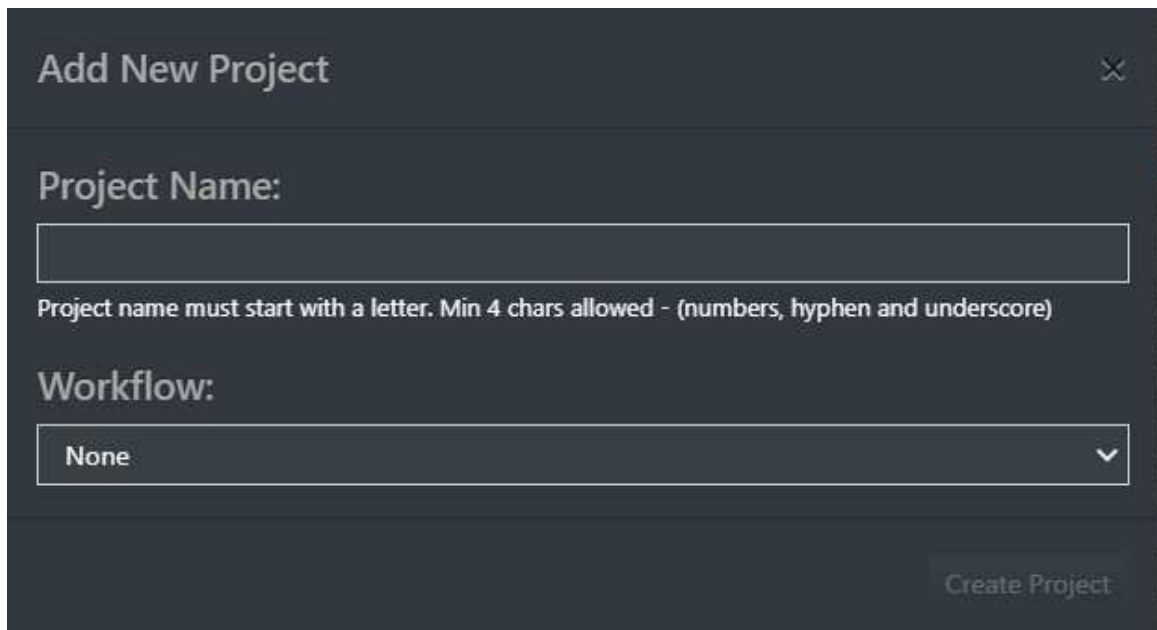 Add New Project
Project Name:
Project name must start with a letter. Min 4 chars allowed - (numbers, hyphen and underscore)
Workflow:
None
Create Project